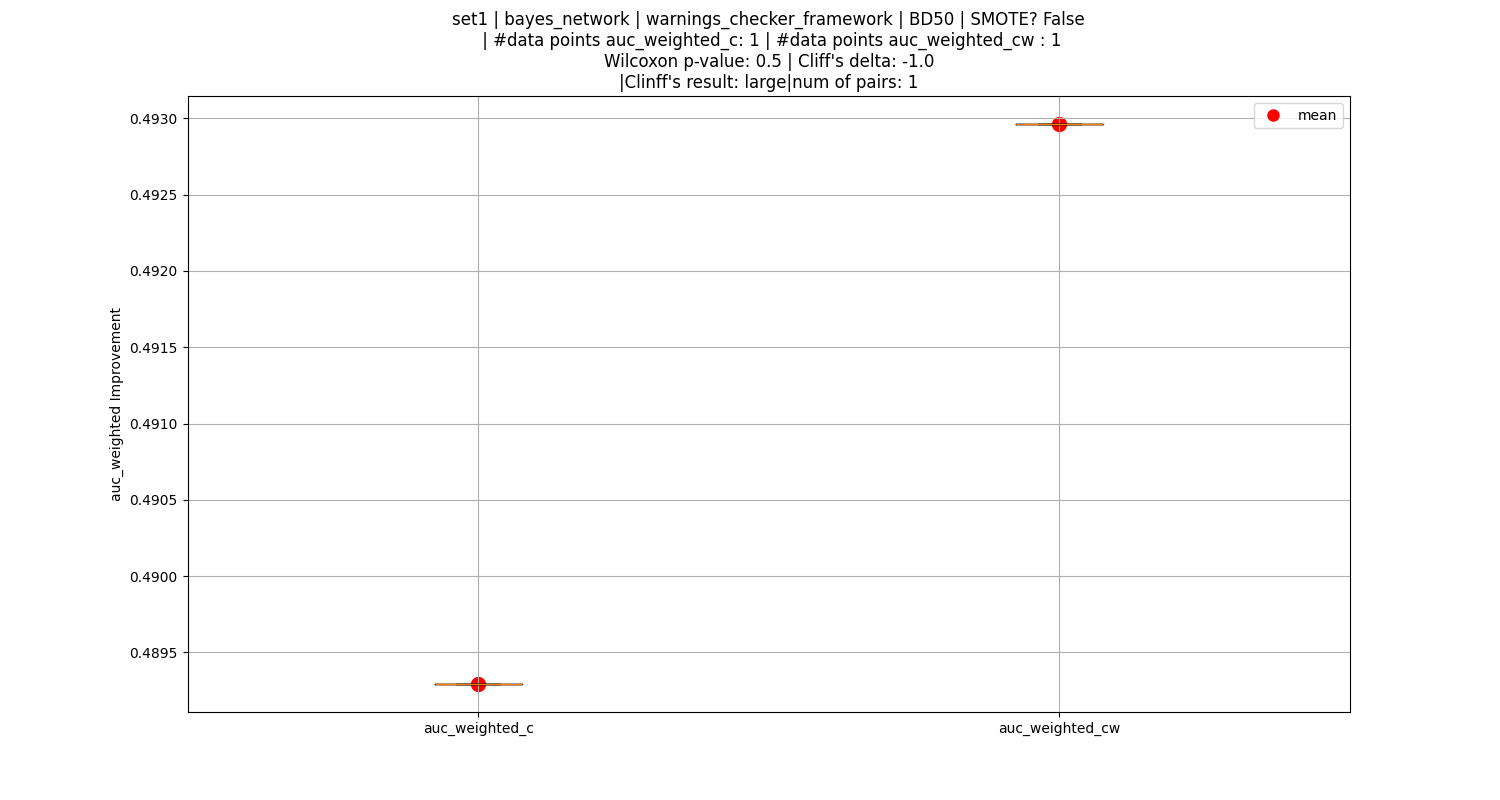 set1 | bayes_network | warnings_checker_framework | BD50 | SMOTE? False
| #data points auc_weighted_c: 1 | #data points auc_weighted_cw : 1
Wilcoxon p-value: 0.5 | Cliff's delta: -1.0
|Clinff's result: large|num of pairs: 1
mean
0.4930
0.4925
0.4920
0.4915
0.4910
0.4905
0.4900
0.4895
auc_weighted Improvement
auc_weighted_c
auc_weighted_cw